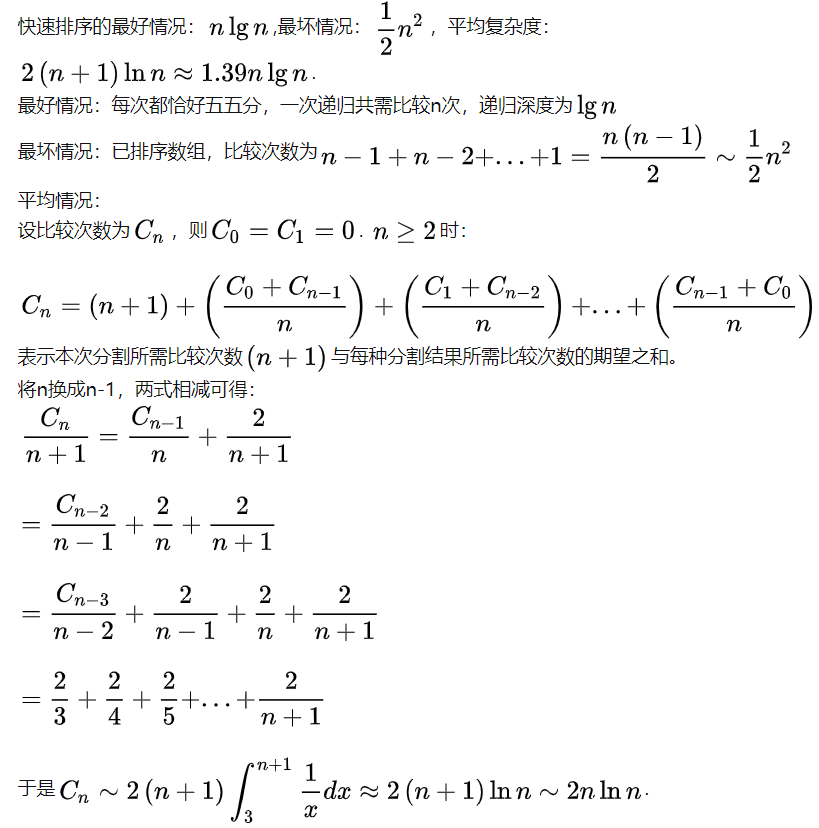 快速排序的最好情况： $n \lg n$ ,最坏情况： $\frac{1}{2}n^2$ ，平均复杂度：
$2(n+1)\ln n \approx 1.39n \lg n$ .
最好情况：每次都恰好五五分，一次递归共需比较n次，递归深度为 $\lg n$
最坏情况：已排序数组，比较次数为 $n-1+n-2+\ldots+1=\frac{n(n-1)}{2} \sim \frac{1}{2}n^2$
平均情况：
设比较次数为 $C_n$ ，则 $C_0 = C_1 = 0$ . $n \geq 2$ 时：
$C_n = (n+1) + \left(\frac{C_0+C_{n-1}}{n}\right) + \left(\frac{C_1+C_{n-2}}{n}\right) + \ldots + \left(\frac{C_{n-1}+C_0}{n}\right)$
表示本次分割所需比较次数 $(n+1)$ 与每种分割结果所需比较次数的期望之和。
将n换成n-1，两式相减可得：
$\frac{C_n}{n+1} = \frac{C_{n-1}}{n} + \frac{2}{n+1}$
$= \frac{C_{n-2}}{n-1} + \frac{2}{n} + \frac{2}{n+1}$
$= \frac{C_{n-3}}{n-2} + \frac{2}{n-1} + \frac{2}{n} + \frac{2}{n+1}$
$= \frac{2}{3} + \frac{2}{4} + \frac{2}{5} + \ldots + \frac{2}{n+1}$
于是 $C_n \sim 2(n+1)\int_3^{n+1} \frac{1}{x}dx \approx 2(n+1)\ln n \sim 2n \ln n$ .